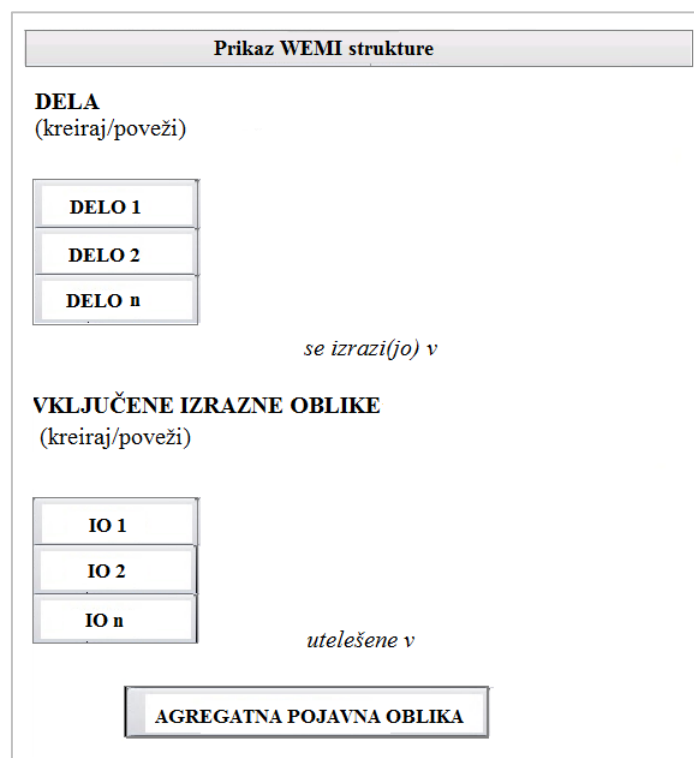 Prikaz WEMI strukture
DELA
(kreiraj/poveži)
DELO 1
DELO 2
DELO n
se izrazi(jo) v
VKLJUČENE IZRAZNE OBLIKE
(kreiraj/poveži)
IO 1
IO 2
IO n
utelešene v
AGREGATNA POJAVNA OBLIKA